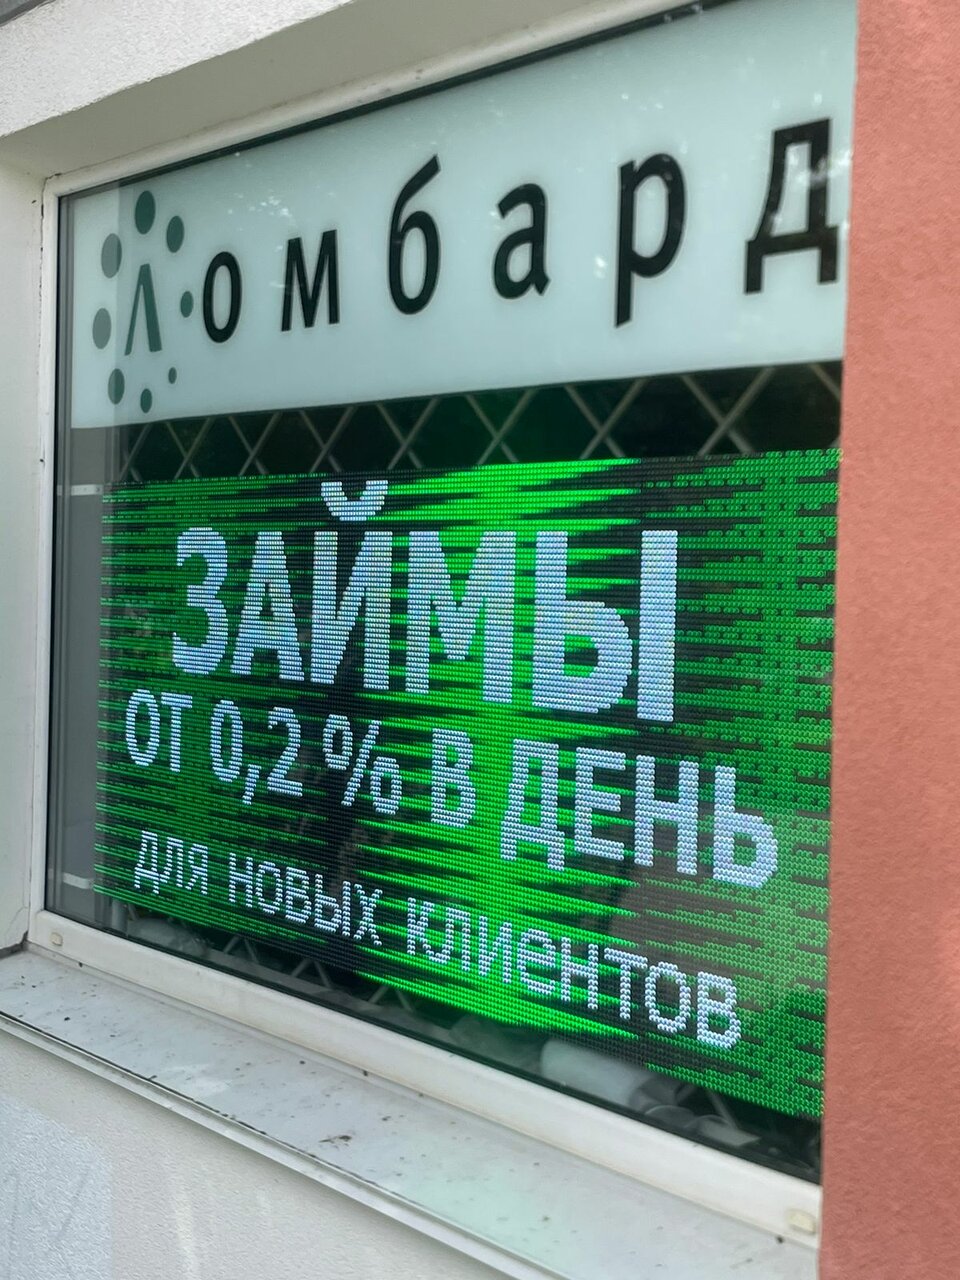 Ломбард
ЗАЙМЫ
ОТ 0,2 % В ДЕНЬ
для новых клиентов